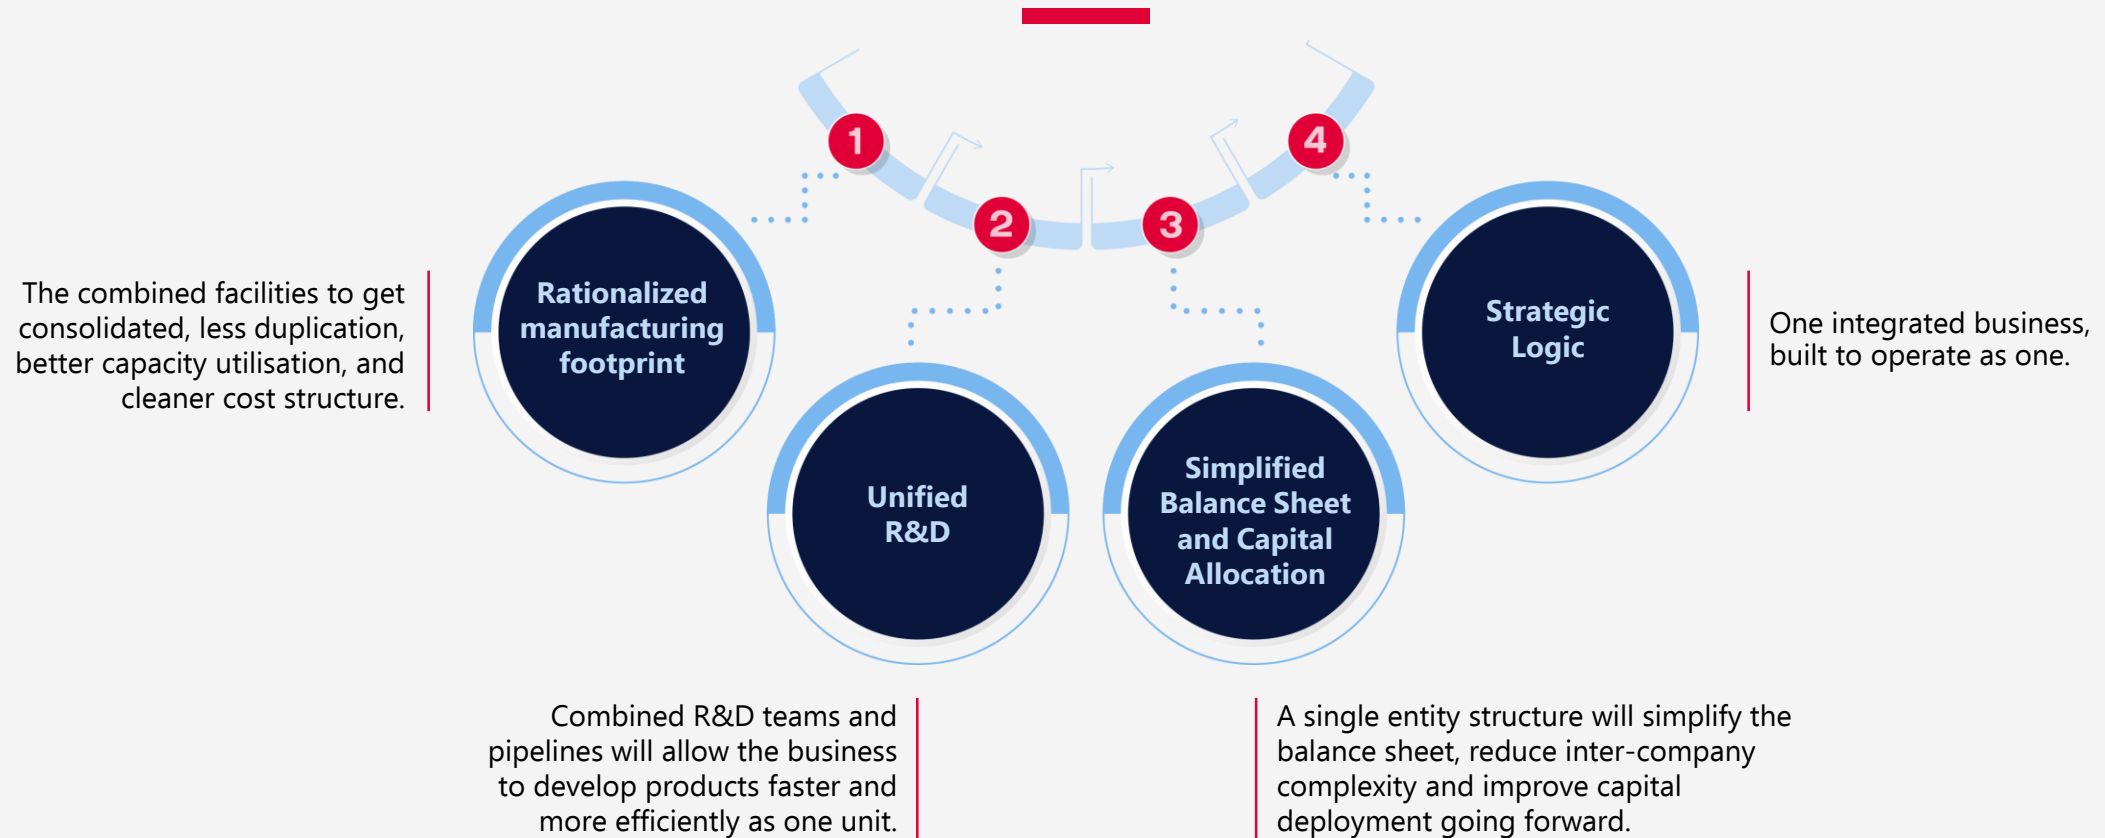 1
Rationalized
manufacturing
footprint
The combined facilities to get
consolidated, less duplication,
better capacity utilisation, and
cleaner cost structure.
2
Unified
R&D
Combined R&D teams and
pipelines will allow the business
to develop products faster and
more efficiently as one unit.
3
Simplified
Balance Sheet
and Capital
Allocation
A single entity structure will simplify the
balance sheet, reduce inter-company
complexity and improve capital
deployment going forward.
4
Strategic
Logic
One integrated business,
built to operate as one.